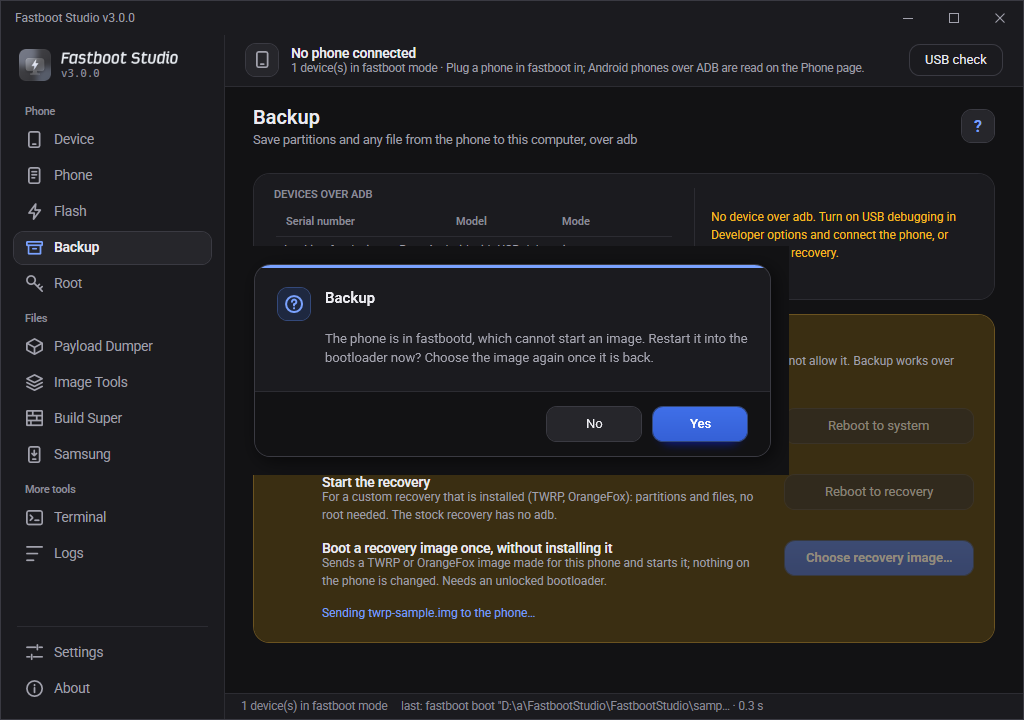 Fastboot Studio v3.0.0
Fastboot Studio
v3.0.0
Phone
Device
Phone
Flash
Backup
Root
Files
Payload Dumper
Image Tools
Build Super
Samsung
More tools
Terminal
Logs
Settings
About
No phone connected
1 device(s) in fastboot mode · Plug a phone in fastboot in; Android phones over ADB are read on the Phone page.
USB check
Backup
Save partitions and any file from the phone to this computer, over adb
?
DEVICES OVER ADB
Serial number Model Mode
No device over adb. Turn on USB debugging in
Developer options and connect the phone, or
recovery.
Backup
The phone is in fastbootd, which cannot start an image. Restart it into the
bootloader now? Choose the image again once it is back.
No
Yes
not allow it. Backup works over
Reboot to system
Start the recovery
For a custom recovery that is installed (TWRP, OrangeFox): partitions and files, no
root needed. The stock recovery has no adb.
Reboot to recovery
Boot a recovery image once, without installing it
Sends a TWRP or OrangeFox image made for this phone and starts it; nothing on
the phone is changed. Needs an unlocked bootloader.
Choose recovery image...
Sending twrp-sample.img to the phone...
1 device(s) in fastboot mode last: fastboot boot "D:\a\FastbootStudio\FastbootStudio\samp... · 0.3 s